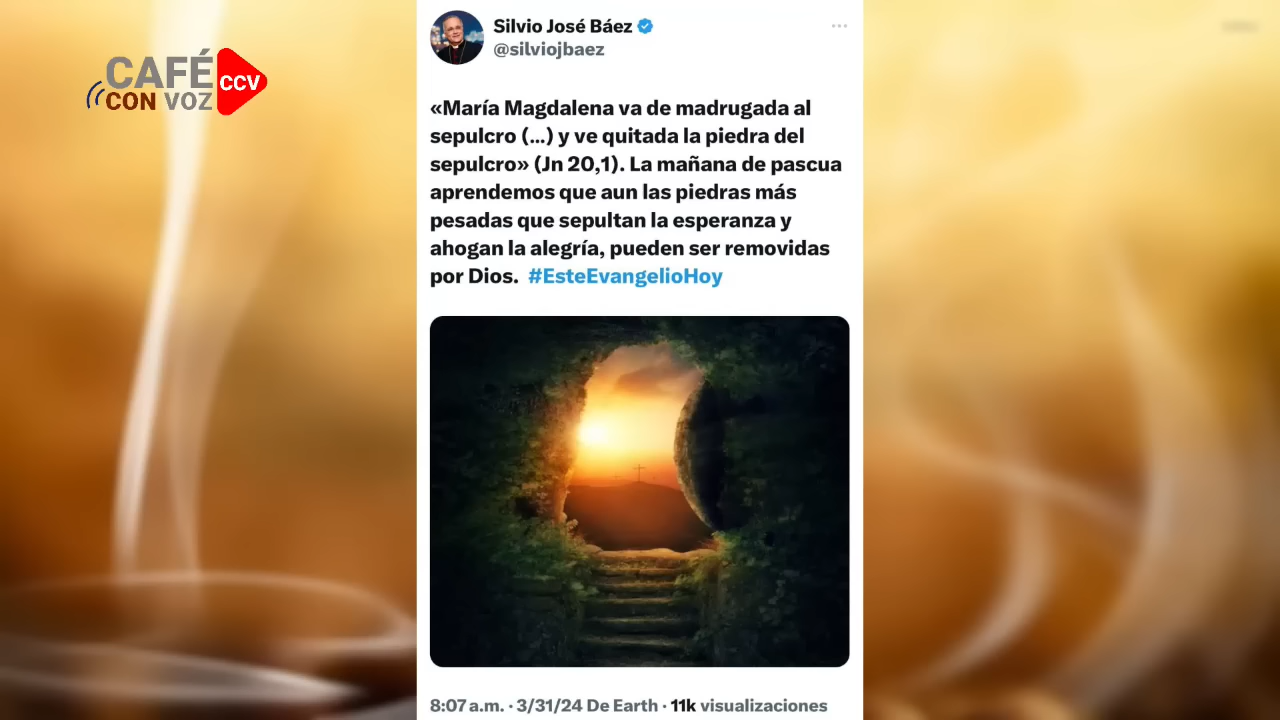 CAFÉ
CON VOZ
CCV
Silvio José Báez
@silviojbaez
«María Magdalena va de madrugada al
sepulcro (...) y ve quitada la piedra del
sepulcro» (Jn 20,1). La mañana de pascua
aprendemos que aun las piedras más
pesadas que sepultan la esperanza y
ahogan la alegría, pueden ser removidas
por Dios. #EsteEvangelioHoy
8:07 a.m. · 3/31/24 De Earth · 11k visualizaciones